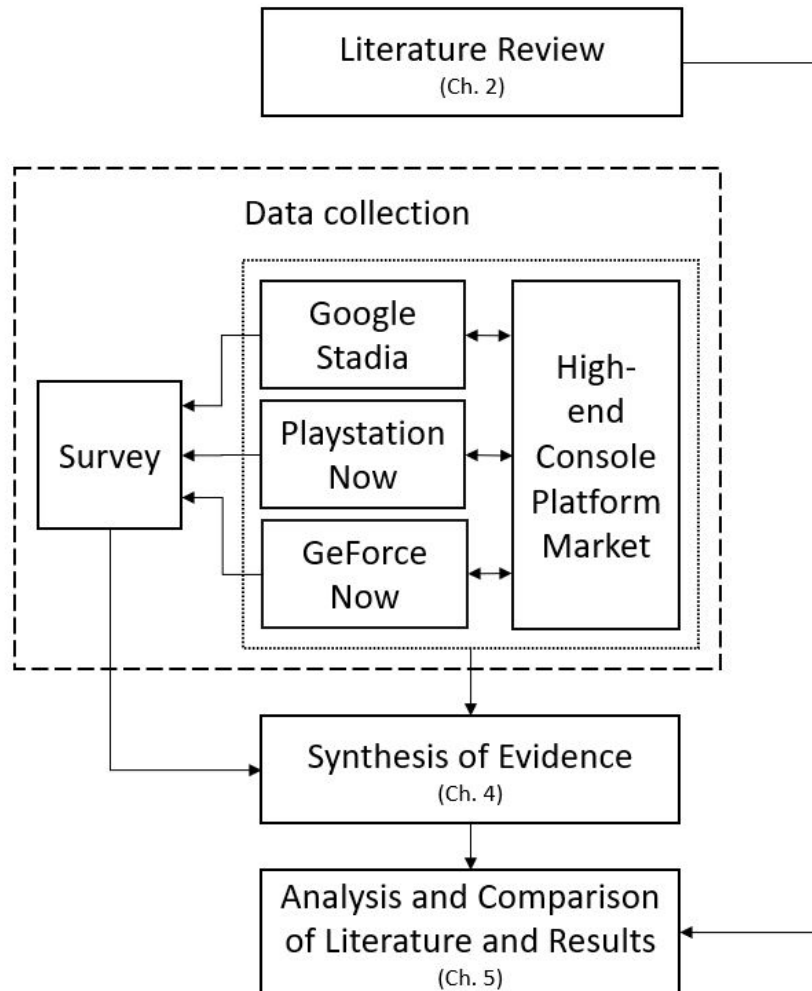 Literature Review
(Ch. 2)
Data collection
Google
Stadia
High-
end
Console
Platform
Market
Survey
Playstation
Now
GeForce
Now
Synthesis of Evidence
(Ch. 4)
Analysis and Comparison
of Literature and Results
(Ch. 5)